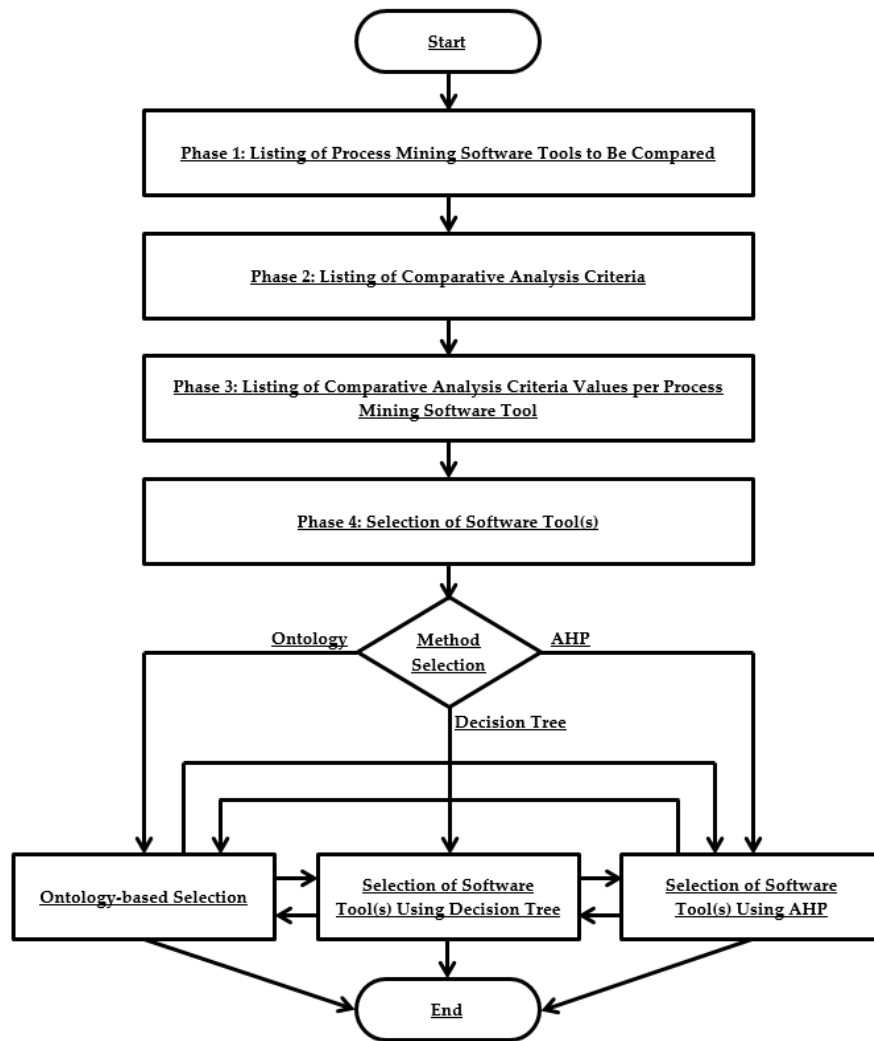 Start
Phase 1: Listing of Process Mining Software Tools to Be Compared
Phase 2: Listing of Comparative Analysis Criteria
Phase 3: Listing of Comparative Analysis Criteria Values per Process
Mining Software Tool
Phase 4: Selection of Software Tool(s)
Ontology
Method
Selection
AHP
Decision Tree
Ontology-based Selection
Selection of Software
Tool(s) Using Decision Tree
Selection of Software
Tool(s) Using AHP
End